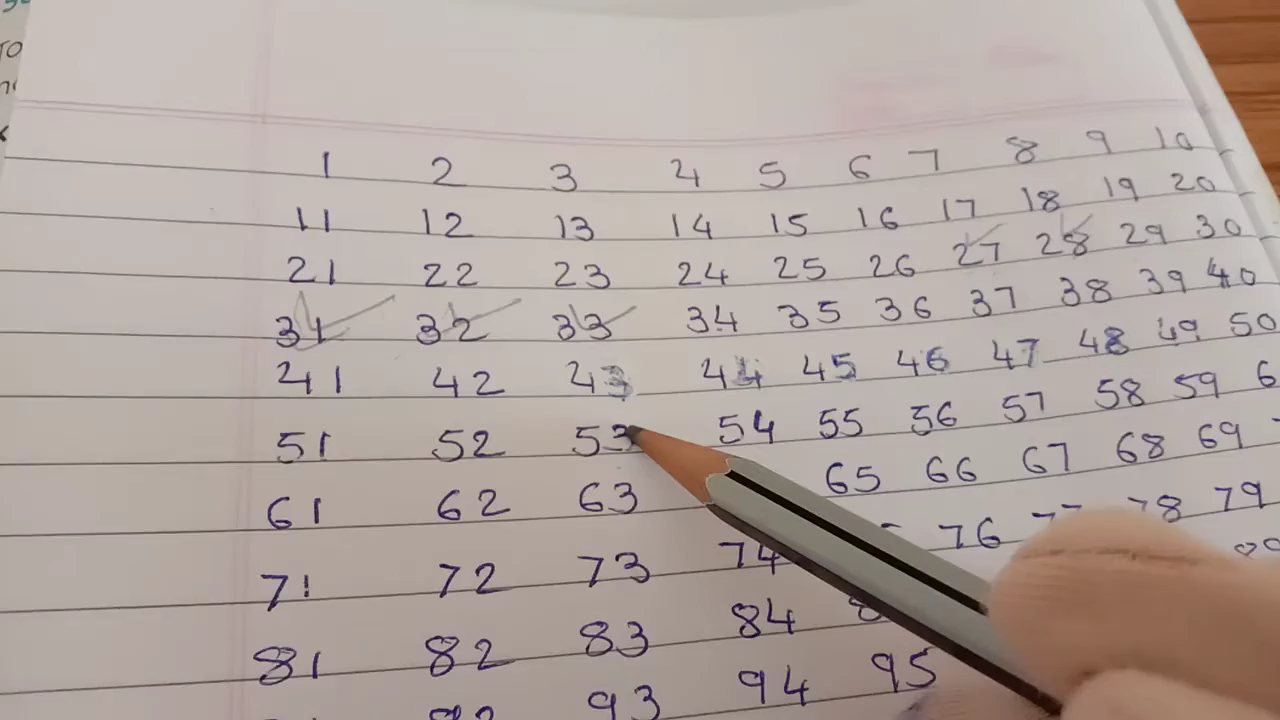 1 2 3 4 5 6 7 8 9 10
11 12 13 14 15 16 17 18 19 20
21 22 23 24 25 26 27 28 29 30
31 32 33 34 35 36 37 38 39 40
41 42 43 44 45 46 47 48 49 50
51 52 53 54 55 56 57 58 59
61 62 63 65 66 67 68 69
71 72 73 74 76 78 79
81 82 83 84
93 94 95